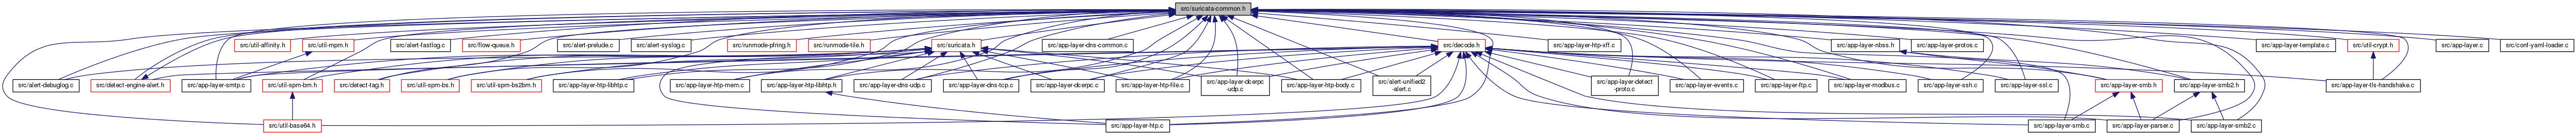 src/suricata-common.h
src/util-affinity.h
src/util-mpm.h
src/alert-fastlog.c
src/flow-queue.h
src/alert-prelude.c
src/alert-syslog.c
src/runmode-pfring.h
src/runmode-tile.h
src/suricata.h
src/app-layer-dns-common.c
src/decode.h
src/app-layer-htp-xff.c
src/app-layer-nbss.h
src/app-layer-protos.c
src/app-layer-template.c
src/util-crypt.h
src/app-layer.c
src/conf-yaml-loader.c
src/alert-debuglog.c
src/detect-engine-alert.h
src/app-layer-smtp.c
src/util-spm-bm.h
src/detect-tag.h
src/util-spm-bs.h
src/util-spm-bs2bm.h
src/app-layer-htp-libhtp.c
src/app-layer-htp-mem.c
src/app-layer-htp-libhtp.h
src/app-layer-dns-udp.c
src/app-layer-dns-tcp.c
src/app-layer-dcerpc.c
src/app-layer-htp-file.c
src/app-layer-dcerpc
-udp.c
src/app-layer-htp-body.c
src/alert-unified2
-alert.c
src/app-layer-detect
-proto.c
src/app-layer-events.c
src/app-layer-ftp.c
src/app-layer-modbus.c
src/app-layer-ssh.c
src/app-layer-ssl.c
src/app-layer-smb.h
src/app-layer-smb2.h
src/app-layer-tls-handshake.c
src/util-base64.h
src/app-layer-htp.c
src/app-layer-smb.c
src/app-layer-parser.c
src/app-layer-smb2.c